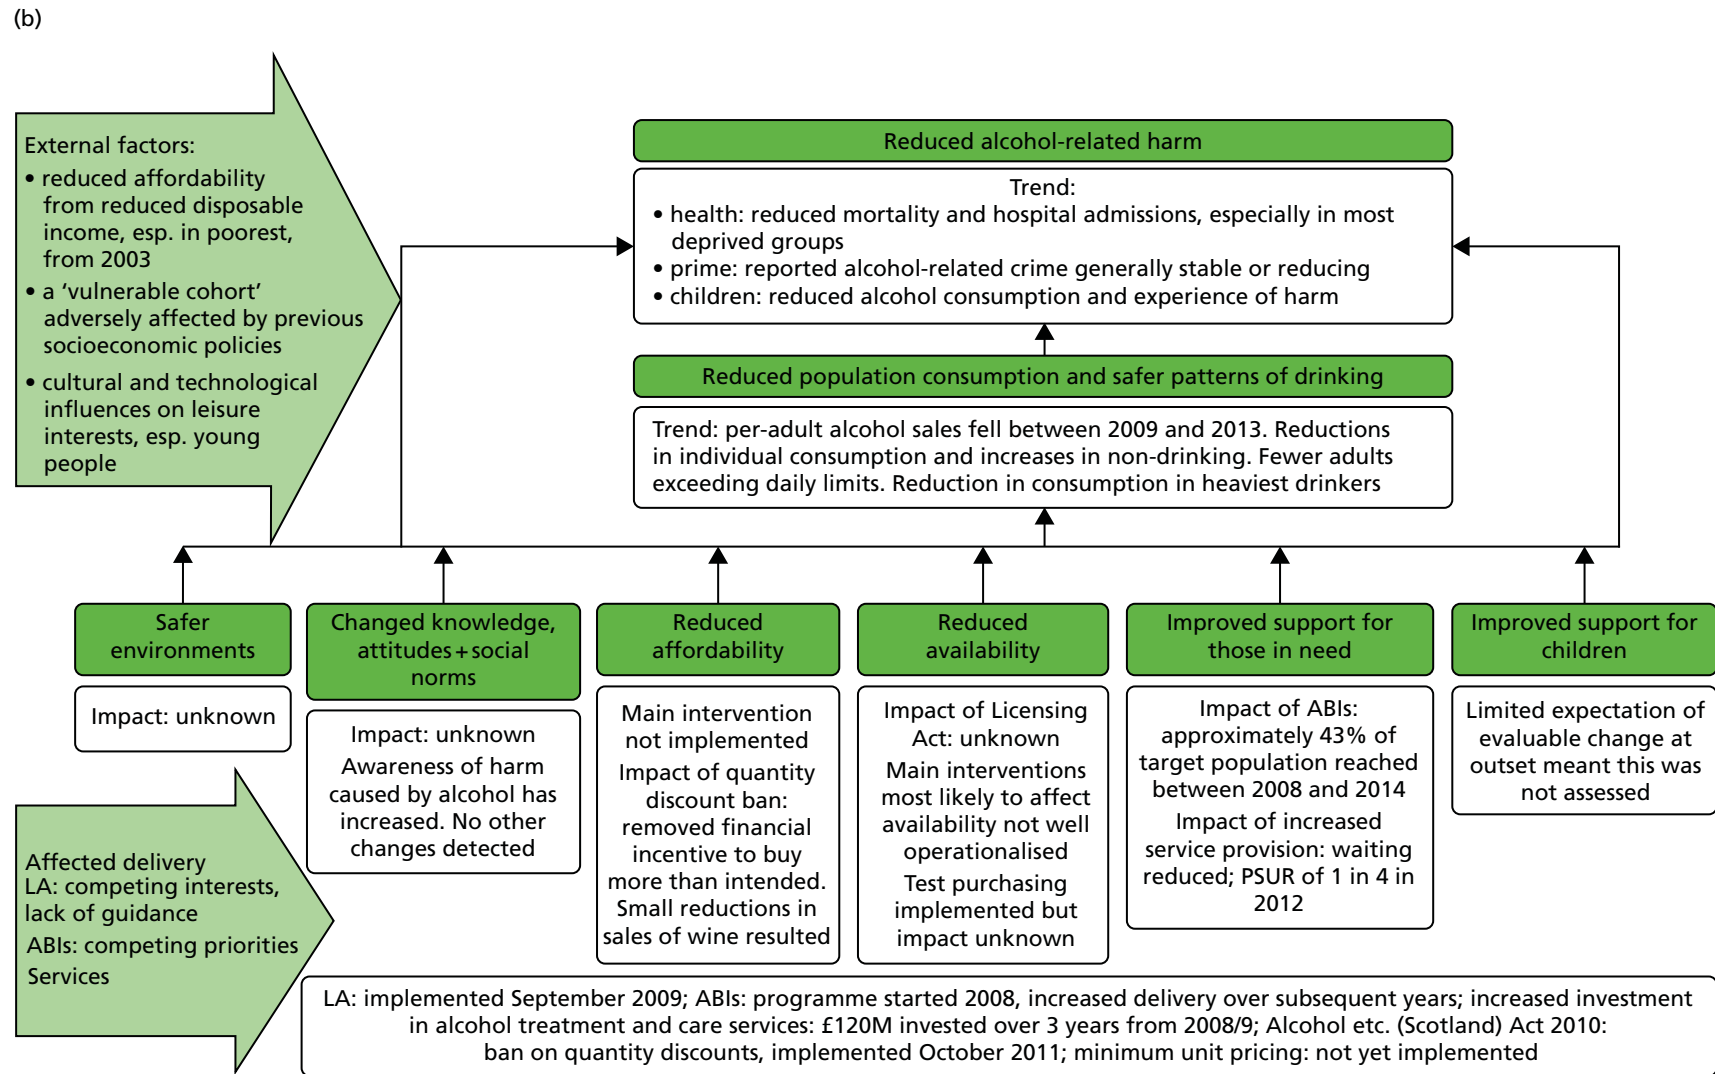 (b)
External factors:
• reduced affordability
from reduced disposable
income, esp. in poorest,
from 2003
• a ‘vulnerable cohort’
adversely affected by previous
socioeconomic policies
• cultural and technological
influences on leisure
interests, esp. young
people
Reduced alcohol-related harm
Trend:
• health: reduced mortality and hospital admissions, especially in most
deprived groups
• prime: reported alcohol-related crime generally stable or reducing
• children: reduced alcohol consumption and experience of harm
Reduced population consumption and safer patterns of drinking
Trend: per-adult alcohol sales fell between 2009 and 2013. Reductions
in individual consumption and increases in non-drinking. Fewer adults
exceeding daily limits. Reduction in consumption in heaviest drinkers
Safer
environments
Impact: unknown
Changed knowledge,
attitudes + social
norms
Impact: unknown
Awareness of harm
caused by alcohol has
increased. No other
changes detected
Reduced
affordability
Main intervention
not implemented
Impact of quantity
discount ban:
removed financial
incentive to buy
more than intended.
Small reductions in
sales of wine resulted
Reduced
availability
Impact of Licensing
Act: unknown
Main interventions
most likely to affect
availability not well
operationalised
Test purchasing
implemented but
impact unknown
Improved support for
those in need
Impact of ABIs:
approximately 43% of
target population reached
between 2008 and 2014
Impact of increased
service provision: waiting
reduced; PSUR of 1 in 4 in
2012
Improved support for
children
Limited expectation of
evaluable change at
outset meant this was
not assessed
Affected delivery
LA: competing interests,
lack of guidance
ABIs: competing priorities
Services
LA: implemented September 2009; ABIs: programme started 2008, increased delivery over subsequent years; increased investment
in alcohol treatment and care services: £120M invested over 3 years from 2008/9; Alcohol etc. (Scotland) Act 2010:
ban on quantity discounts, implemented October 2011; minimum unit pricing: not yet implemented